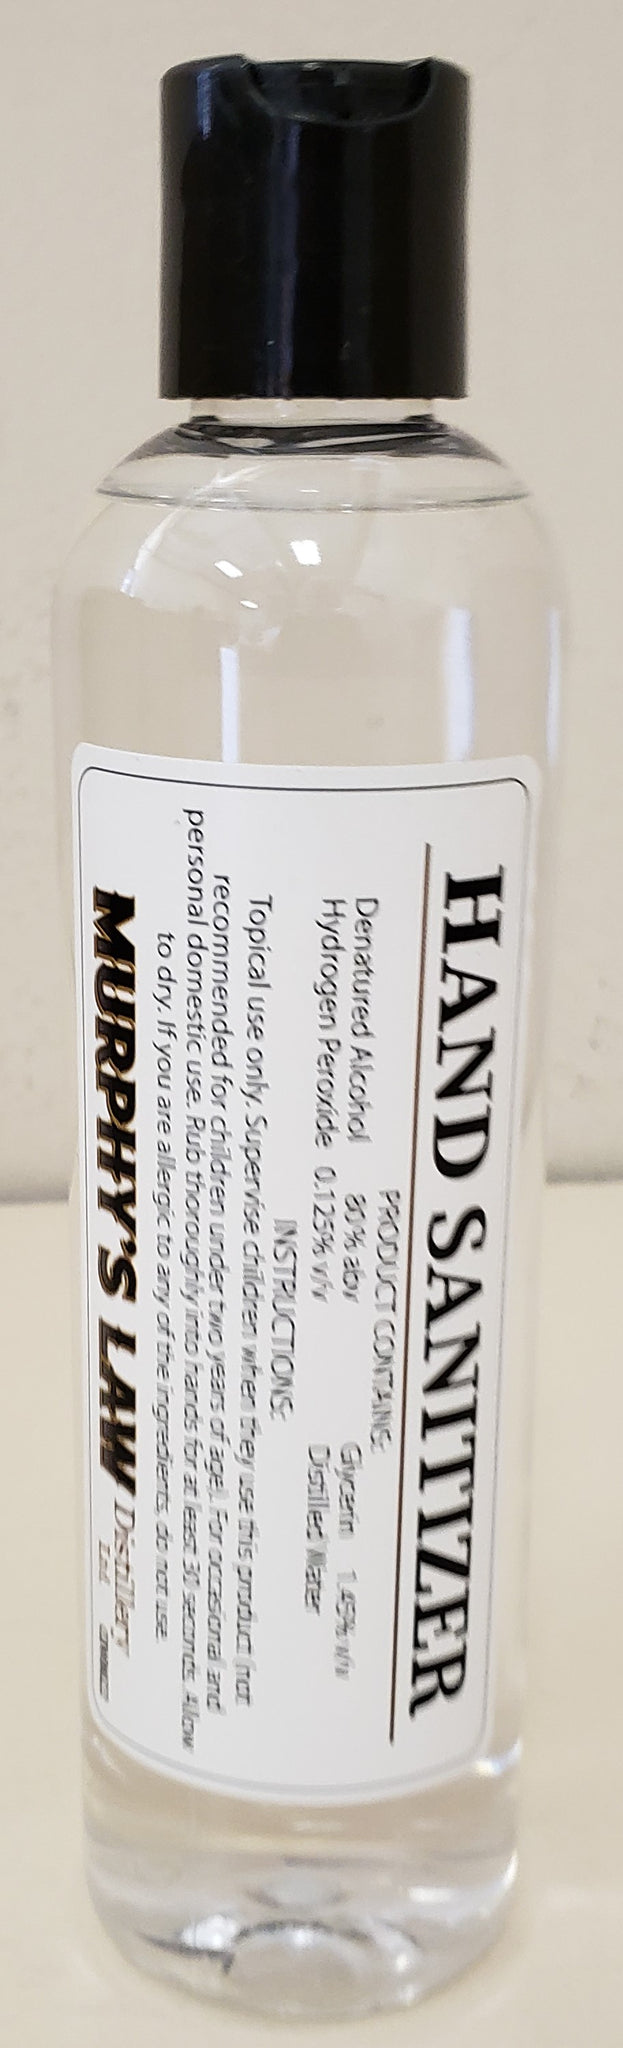 HAND SANITIZER
PRODUCT CONTAINS:
Denatured Alcohol 80% abv Glycerin 1.45% v/v
Hydrogen Peroxide 0.125% v/v Distilled Water
INSTRUCTIONS:
Topical use only. Supervise children when they use this product (not
recommended for children under two years of age). For occasional and
personal domestic use. Rub thoroughly into hands for at least 30 seconds. Allow
to dry. If you are allergic to any of the ingredients, do not use.
MURPHY'S LAW Distillery
Ltd